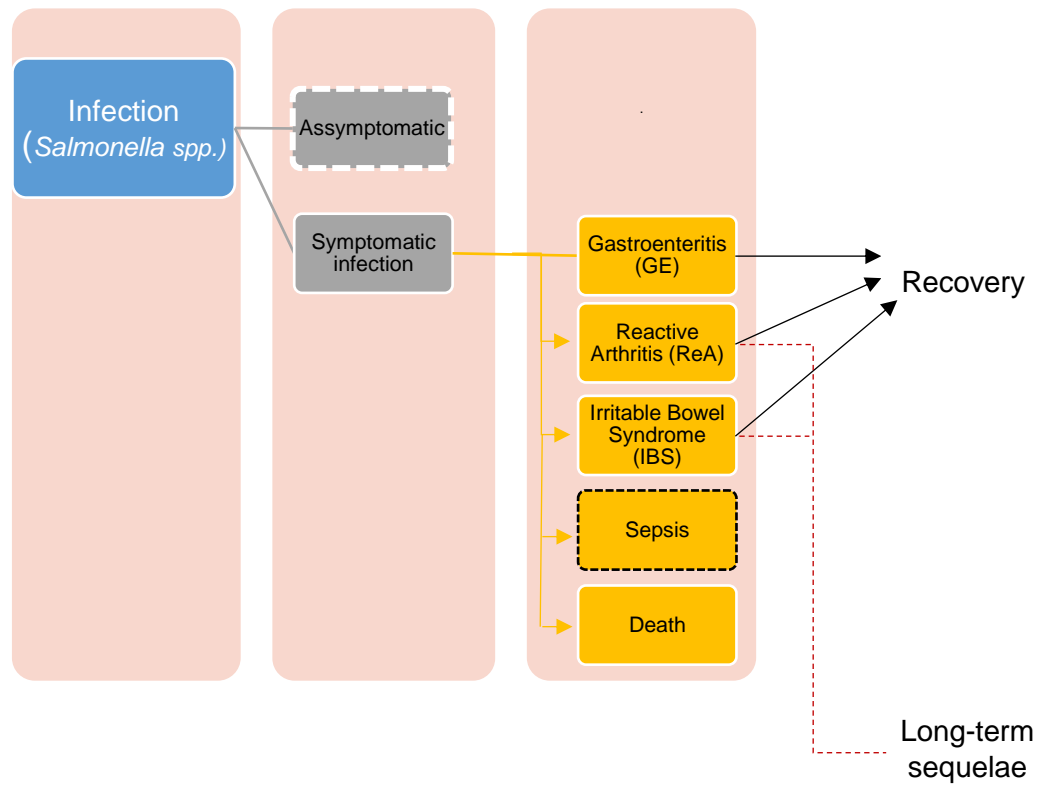 Infection
(Salmonella spp.)
Assymptomatic
.
Symptomatic
infection
Gastroenteritis
(GE)
Recovery
Reactive
Arthritis (ReA)
Irritable Bowel
Syndrome
(IBS)
Sepsis
Death
Long-term
sequelae